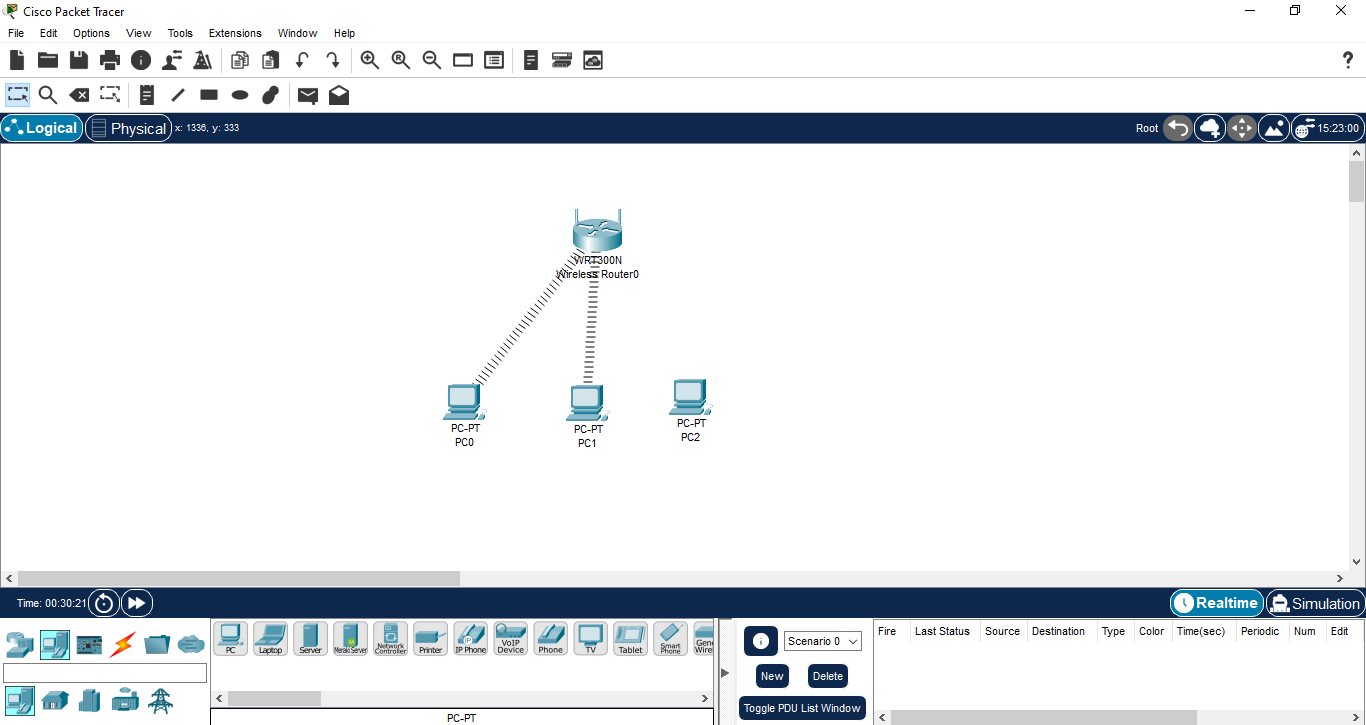 Cisco Packet Tracer
File Edit Options View Tools Extensions Window Help
Logical Physical x: 1336, y: 333 Root 15:23:00
WRT300N
Wireless Router0
PC-PT
PC0
PC-PT
PC1
PC-PT
PC2
Time: 00:30:21 Realtime Simulation
PC Laptop Server Meraki Server Network Controller Printer IP Phone VoIP Device Phone TV Tablet Smart Phone
PC-PT
Scenario 0
New Delete
Toggle PDU List Window
Fire Last Status Source Destination Type Color Time(sec) Periodic Num Edit